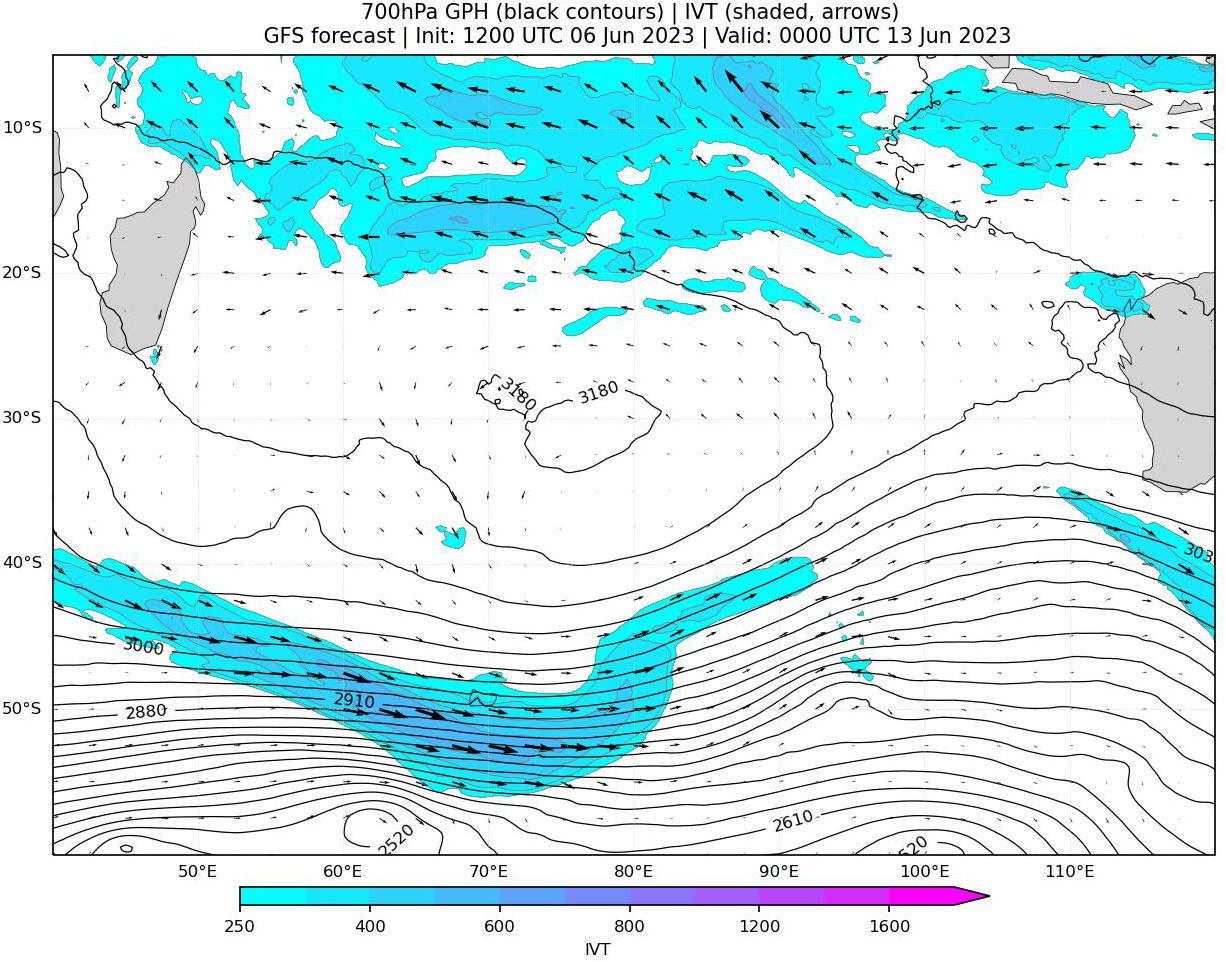 700hPa GPH (black contours) | IVT (shaded, arrows)
GFS forecast | Init: 1200 UTC 06 Jun 2023 | Valid: 0000 UTC 13 Jun 2023
10°S
20°S
3180 3180
30°S
40°S
303
3000
2910
2880
50°S
2610
2520
520
50°E 60°E 70°E 80°E 90°E 100°E 110°E
250 400 600 800 1200 1600
IVT